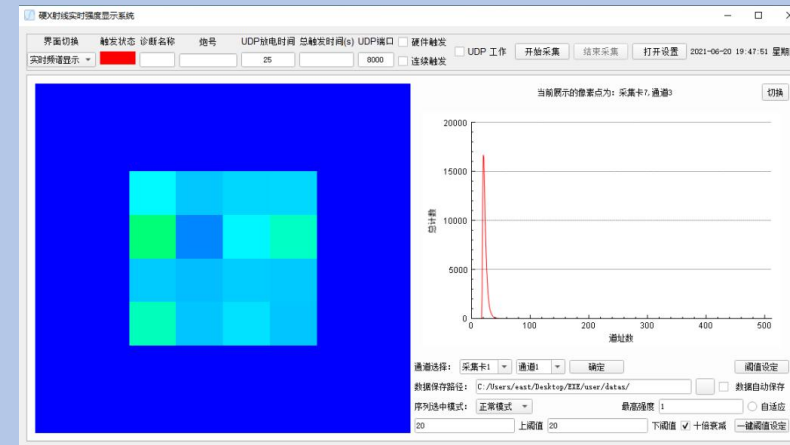 硬X射线实时强度显示系统
界面切换 触发状态 诊断名称 炮号 UDP放电时间 总触发时间(s) UDP端口 硬件触发
实时频谱显示 25 8000 连续触发 UDP 工作 开始采集 结束采集 打开设置 2021-06-20 19:47:51 星期
当前展示的像素点为: 采集卡7,通道3 切换
20000
15000
总计数
10000
5000
0
0 100 200 300 400 500
道址数
通道选择: 采集卡1 通道1 确定 阈值设定
数据保存路径: C:/Users/east/Desktop/EXE/user/datas/ 数据自动保存
序列选中模式: 正常模式 最高强度 1 自适应
20 上阈值 20 下阈值 十倍衰减 一键阈值设定